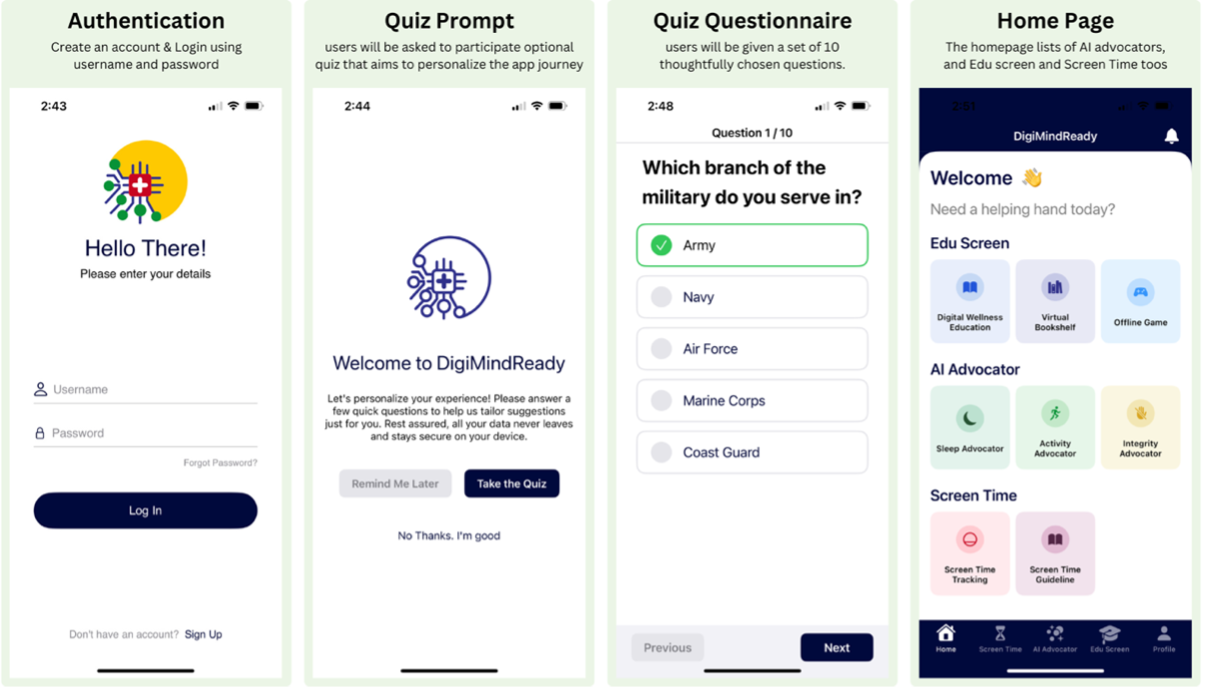 Authentication
Create an account & Login using
username and password
2:43
Hello There!
Please enter your details
Username
Password
Forgot Password?
Log In
Don't have an account? Sign Up
Quiz Prompt
users will be asked to participate optional
quiz that aims to personalize the app journey
2:44
Welcome to DigiMindReady
Let's personalize your experience! Please answer a
few quick questions to help us tailor suggestions
just for you. Rest assured, all your data never leaves
and stays secure on your device.
Remind Me Later
Take the Quiz
No Thanks. I'm good
Quiz Questionnaire
users will be given a set of 10
thoughtfully chosen questions.
2:48
Question 1 / 10
Which branch of the
military do you serve in?
Army
Navy
Air Force
Marine Corps
Coast Guard
Previous
Next
Home Page
The homepage lists of AI advocators,
and Edu screen and Screen Time toos
2:51
DigiMindReady
Welcome 👋
Need a helping hand today?
Edu Screen
Digital Wellness
Education
Virtual
Bookshelf
Offline Game
AI Advocator
Sleep Advocator
Activity
Advocator
Integrity
Advocator
Screen Time
Screen Time
Tracking
Screen Time
Guideline
Home
Screen Time
AI Advocator
Edu Screen
Profile